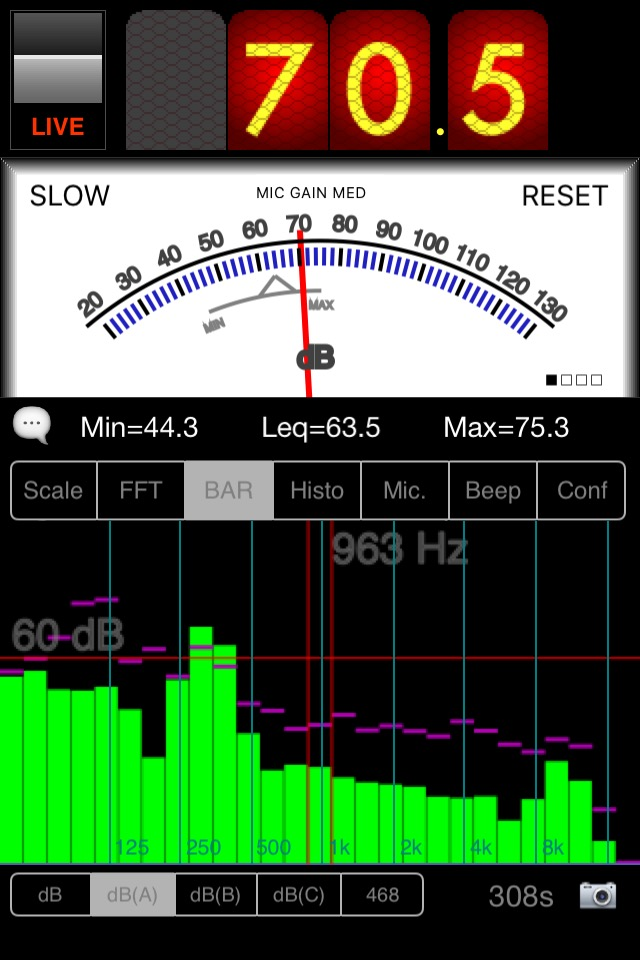 LIVE
70.5
SLOW
MIC GAIN MED
RESET
20 30 40 50 60 70 80 90 100 110 120 130
MIN
MAX
dB
Min=44.3 Leq=63.5 Max=75.3
Scale FFT BAR Histo Mic. Beep Conf
963 Hz
60 dB
125 250 500 1k 2k 4k 8k
dB dB(A) dB(B) dB(C) 468 308s